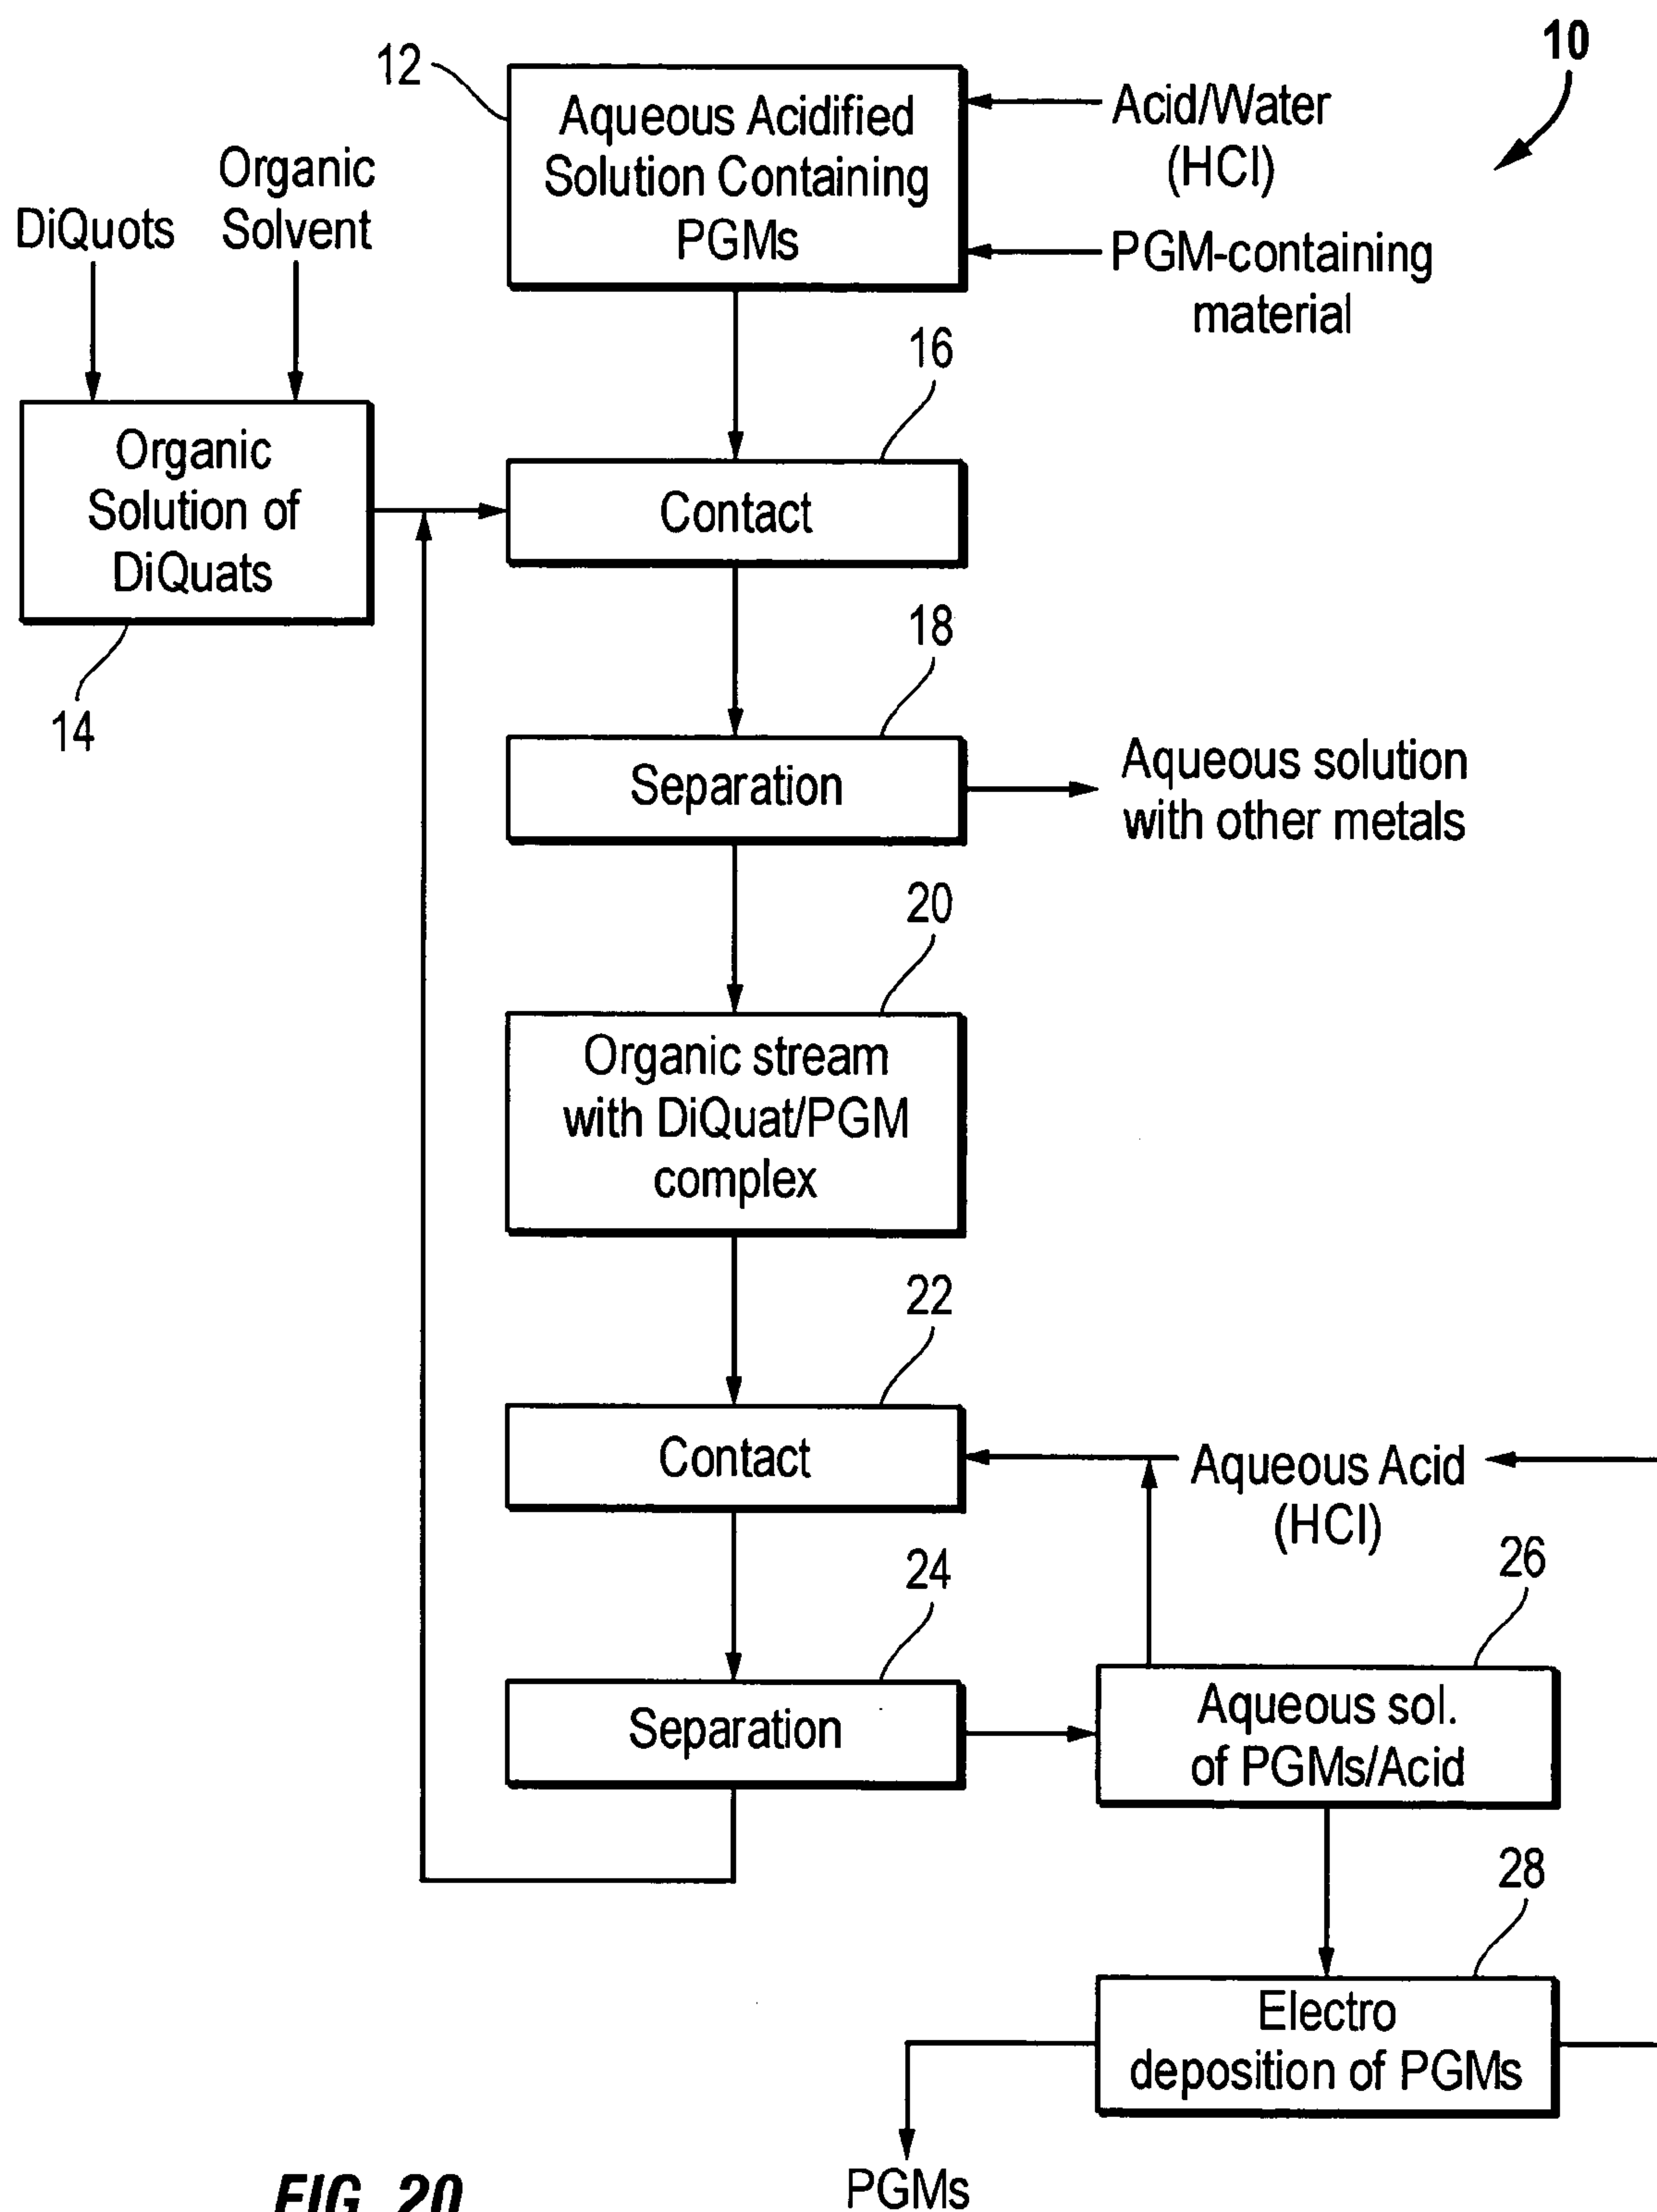 10
12
Aqueous Acidified
Solution Containing
PGMs
Acid/Water
(HCl)
PGM-containing
material
DiQuots
Organic
Solvent
Organic
Solution of
DiQuats
14
16
Contact
18
Separation
Aqueous solution
with other metals
20
Organic stream
with DiQuat/PGM
complex
22
Contact
Aqueous Acid
(HCl)
24
Separation
26
Aqueous sol.
of PGMs/Acid
28
Electro
deposition of PGMs
PGMs
FIG. 20